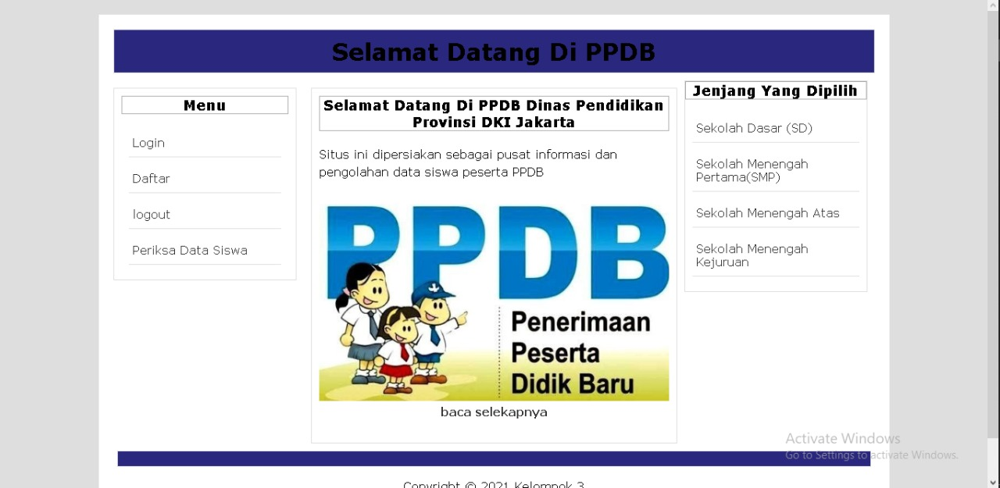 Selamat Datang Di PPDB
Menu
Login
Daftar
logout
Periksa Data Siswa
Selamat Datang Di PPDB Dinas Pendidikan
Provinsi DKI Jakarta
Situs ini dipersiakan sebagai pusat informasi dan
pengolahan data siswa peserta PPDB
PPDB
Penerimaan
Peserta
Didik Baru
baca selekapnya
Jenjang Yang Dipilih
Sekolah Dasar (SD)
Sekolah Menengah
Pertama(SMP)
Sekolah Menengah Atas
Sekolah Menengah
Kejuruan
Activate Windows
Go to Settings to activate Windows.
Copyright © 2021 Kelompok 3